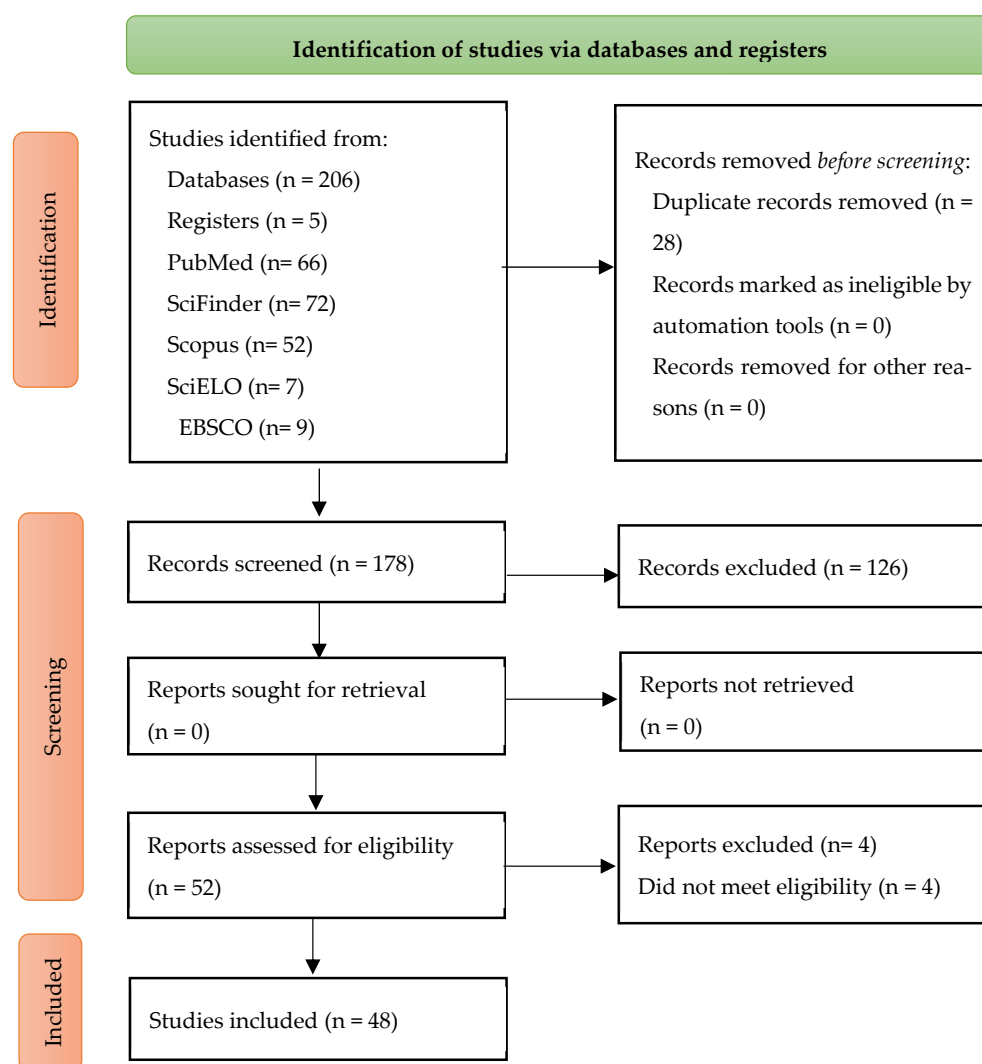 Identification of studies via databases and registers
Identification
Studies identified from:
Databases (n = 206)
Registers (n = 5)
PubMed (n= 66)
SciFinder (n= 72)
Scopus (n= 52)
SciELO (n= 7)
EBSCO (n= 9)
Records removed before screening:
Duplicate records removed (n =
28)
Records marked as ineligible by
automation tools (n = 0)
Records removed for other rea-
sons (n = 0)
Screening
Records screened (n = 178)
Records excluded (n = 126)
Reports sought for retrieval
(n = 0)
Reports not retrieved
(n = 0)
Reports assessed for eligibility
(n = 52)
Reports excluded (n= 4)
Did not meet eligibility (n = 4)
Included
Studies included (n = 48)